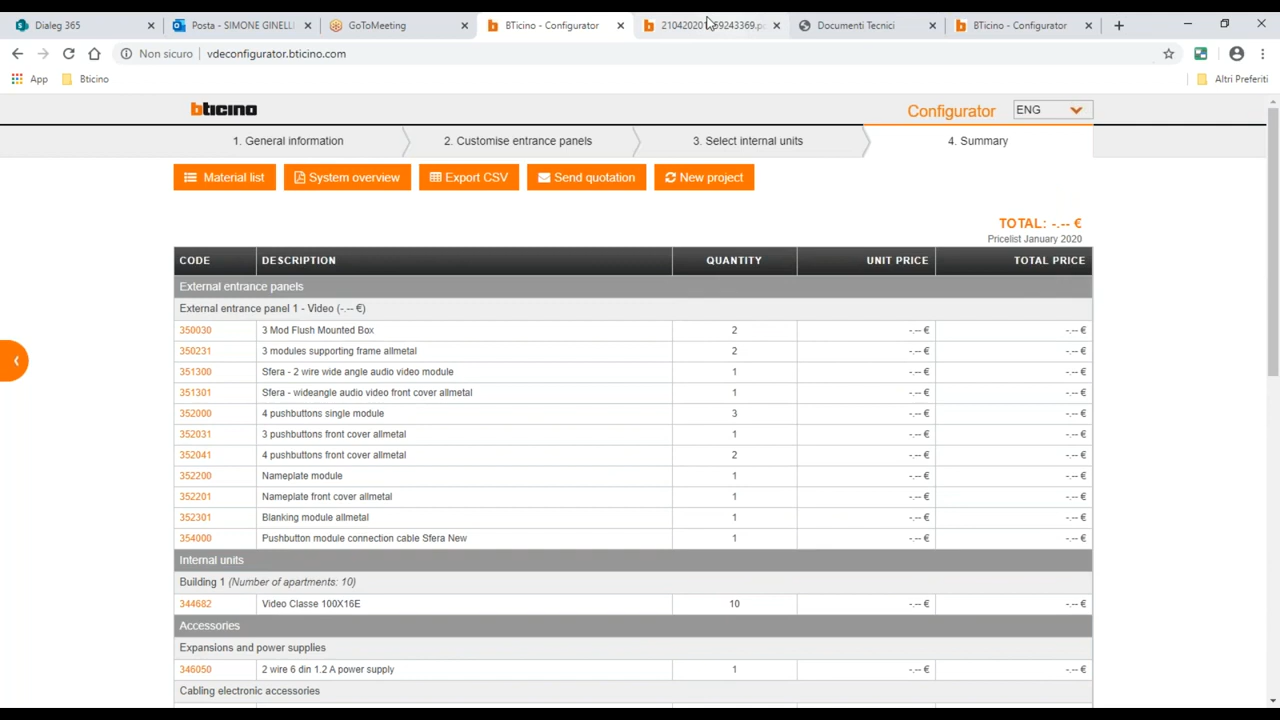 Dialeg 365
Posta - SIMONE GINELLI
GoToMeeting
BTicino - Configurator
Documenti Tecnici
BTicino - Configurator
Non sicuro
vdeconfigurator.bticino.com
App
Bticino
Altri Preferiti
bticino
Configurator
ENG
1. General information
2. Customise entrance panels
3. Select internal units
4. Summary
Material list
System overview
Export CSV
Send quotation
New project
TOTAL: -.-- €
Pricelist January 2020
CODE DESCRIPTION QUANTITY UNIT PRICE TOTAL PRICE
External entrance panels
External entrance panel 1 - Video (-.-- €)
350030 3 Mod Flush Mounted Box 2 -.-- € -.-- €
350231 3 modules supporting frame allmetal 2 -.-- € -.-- €
351300 Sfera - 2 wire wide angle audio video module 1 -.-- € -.-- €
351301 Sfera - wideangle audio video front cover allmetal 1 -.-- € -.-- €
352000 4 pushbuttons single module 3 -.-- € -.-- €
352031 3 pushbuttons front cover allmetal 1 -.-- € -.-- €
352041 4 pushbuttons front cover allmetal 2 -.-- € -.-- €
352200 Nameplate module 1 -.-- € -.-- €
352201 Nameplate front cover allmetal 1 -.-- € -.-- €
352301 Blanking module allmetal 1 -.-- € -.-- €
354000 Pushbutton module connection cable Sfera New 1 -.-- € -.-- €
Internal units
Building 1 (Number of apartments: 10)
344682 Video Classe 100X16E 10 -.-- € -.-- €
Accessories
Expansions and power supplies
346050 2 wire 6 din 1.2 A power supply 1 -.-- € -.-- €
Cabling electronic accessories